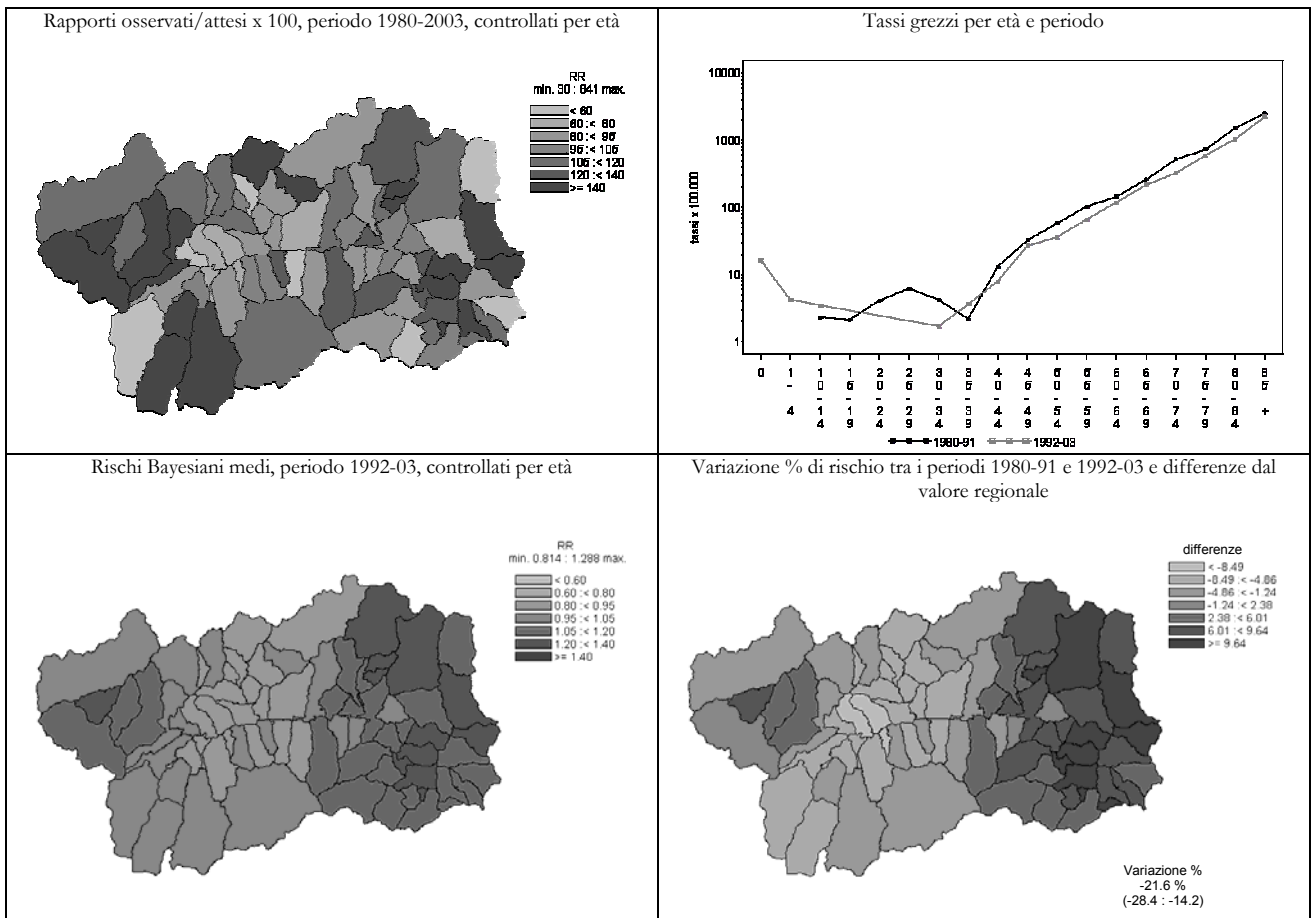 Rapporti osservati/attesi x 100, periodo 1980-2003, controllati per età
RR
min. 30 : 641 max.
< 60
60 :< 80
80 :< 95
95 :< 105
105 :< 120
120 :< 140
>= 140
Tassi grezzi per età e periodo
tassi x 100.000
10000
1000
100
10
1
0
1-4
10-14
15-19
20-24
25-29
30-34
35-39
40-44
45-49
50-54
55-59
60-64
65-69
70-74
75-79
80-84
85+
1980-91
1992-03
Rischi Bayesiani medi, periodo 1992-03, controllati per età
RR
min. 0.814 : 1.288 max.
< 0.60
0.60 :< 0.80
0.80 :< 0.95
0.95 :< 1.05
1.05 :< 1.20
1.20 :< 1.40
>= 1.40
Variazione % di rischio tra i periodi 1980-91 e 1992-03 e differenze dal
valore regionale
differenze
< -8.49
-8.49 :< -4.86
-4.86 :< -1.24
-1.24 :< 2.38
2.38 :< 6.01
6.01 :< 9.64
>= 9.64
Variazione %
-21.6 %
(-28.4 : -14.2)